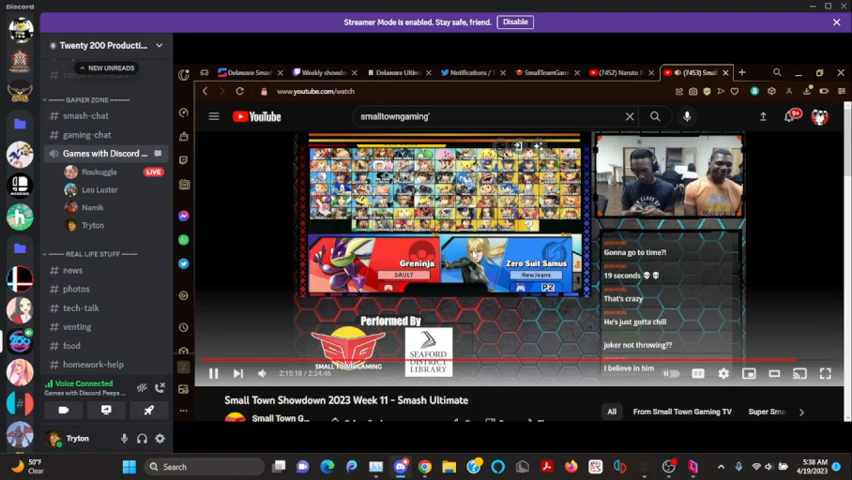 Discord
Streamer Mode is enabled. Stay safe, friend. Disable
Twenty 200 Producti...
NEW UNREADS
GAMER ZONE
smash-chat
gaming-chat
Games with Discord ...
Roukuggle LIVE
Leo Luster
Namik
Tryton
REAL LIFE STUFF
news
photos
tech-talk
venting
food
homework-help
Voice Connected
Games with Discord Peeps
Tryton
Delaware Smas
Weekly showdo
Delaware Ultim
Notifications /
SmallTownGam
(7452) Naruto
(7453) Small
www.youtube.com/watch
YouTube
smalltowngaming'
9+
Greninja
SAULT
Zero Suit Samus
NewJeans
P2
Performed By
SMALL TOWN GAMING
SEAFORD
DISTRICT
LIBRARY
Gonna go to time?!
19 seconds 💀 💀
That's crazy
He's just gotta chill
joker not throwing??
I believe in him
2:15:18 / 2:24:46
Small Town Showdown 2023 Week 11 - Smash Ultimate
Small Town G...
All
From Small Town Gaming TV
Super Sma
50°F
Clear
Search
5:38 AM
4/19/2023